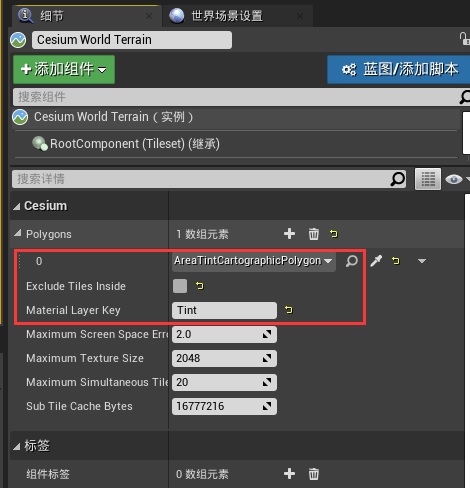 细节
世界场景设置
Cesium World Terrain
+添加组件
蓝图/添加脚本
搜索组件
Cesium World Terrain（实例）
RootComponent (Tileset) (继承)
搜索详情
Cesium
Polygons 1 数组元素
0 AreaTintCartographicPolygon
Exclude Tiles Inside
Material Layer Key Tint
Maximum Screen Space Erro 2.0
Maximum Texture Size 2048
Maximum Simultaneous Tile 20
Sub Tile Cache Bytes 16777216
标签
组件标签 0 数组元素